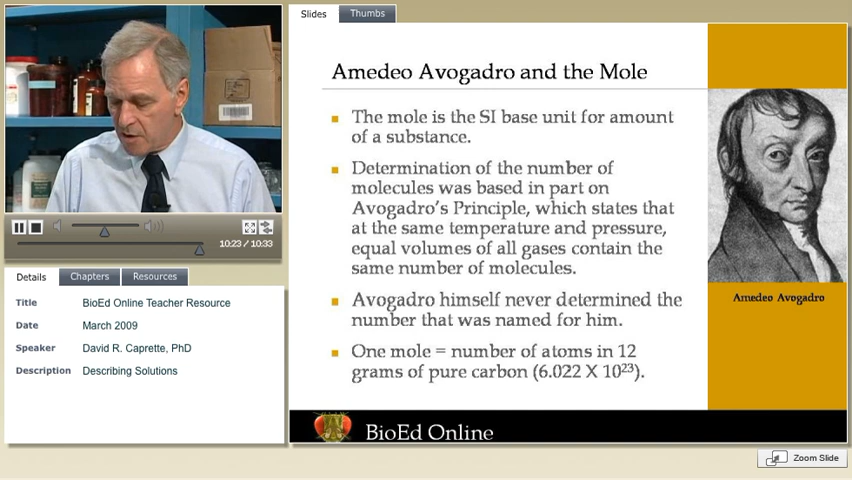 Slides
Thumbs
Amedeo Avogadro and the Mole
The mole is the SI base unit for amount
of a substance.
Determination of the number of
molecules was based in part on
Avogadro's Principle, which states that
at the same temperature and pressure,
equal volumes of all gases contain the
same number of molecules.
Avogadro himself never determined the
number that was named for him.
One mole = number of atoms in 12
grams of pure carbon (6.022 X 10²³).
Amedeo Avogadro
BioEd Online
Zoom Slide
10:23 / 10:33
Details
Chapters
Resources
Title BioEd Online Teacher Resource
Date March 2009
Speaker David R. Caprette, PhD
Description Describing Solutions